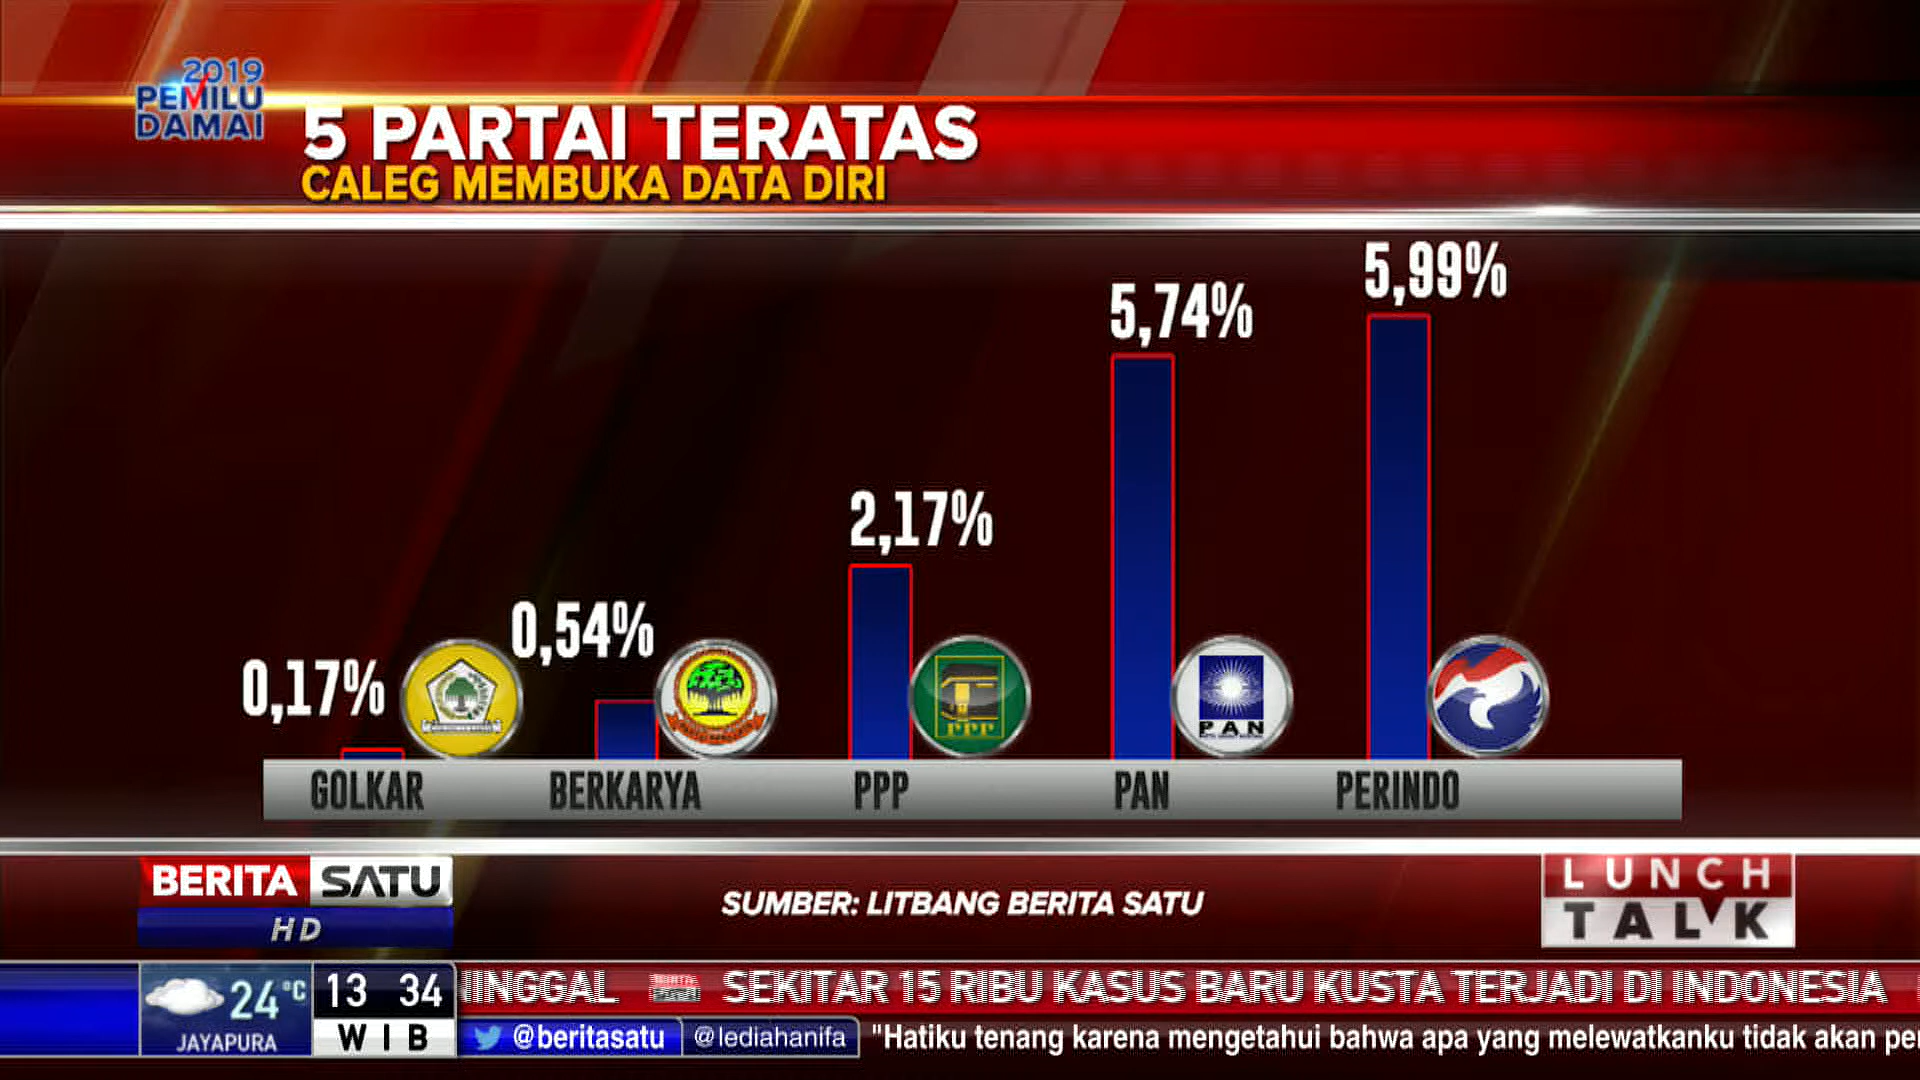 2019
PEMILU
DAMAI
5 PARTAI TERATAS
CALEG MEMBUKA DATA DIRI
0,17%
0,54%
2,17%
5,74%
5,99%
PPP
PAN
GOLKAR
BERKARYA
PPP
PAN
PERINDO
BERITA SATU
HD
SUMBER: LITBANG BERITA SATU
LUNCH
TALK
24°C
JAYAPURA
13 34
WIB
INGGAL
SEKITAR 15 RIBU KASUS BARU KUSTA TERJADI DI INDONESIA
@beritasatu
@lediahanifa
"Hatiku tenang karena mengetahui bahwa apa yang melewatkanku tidak akan pe